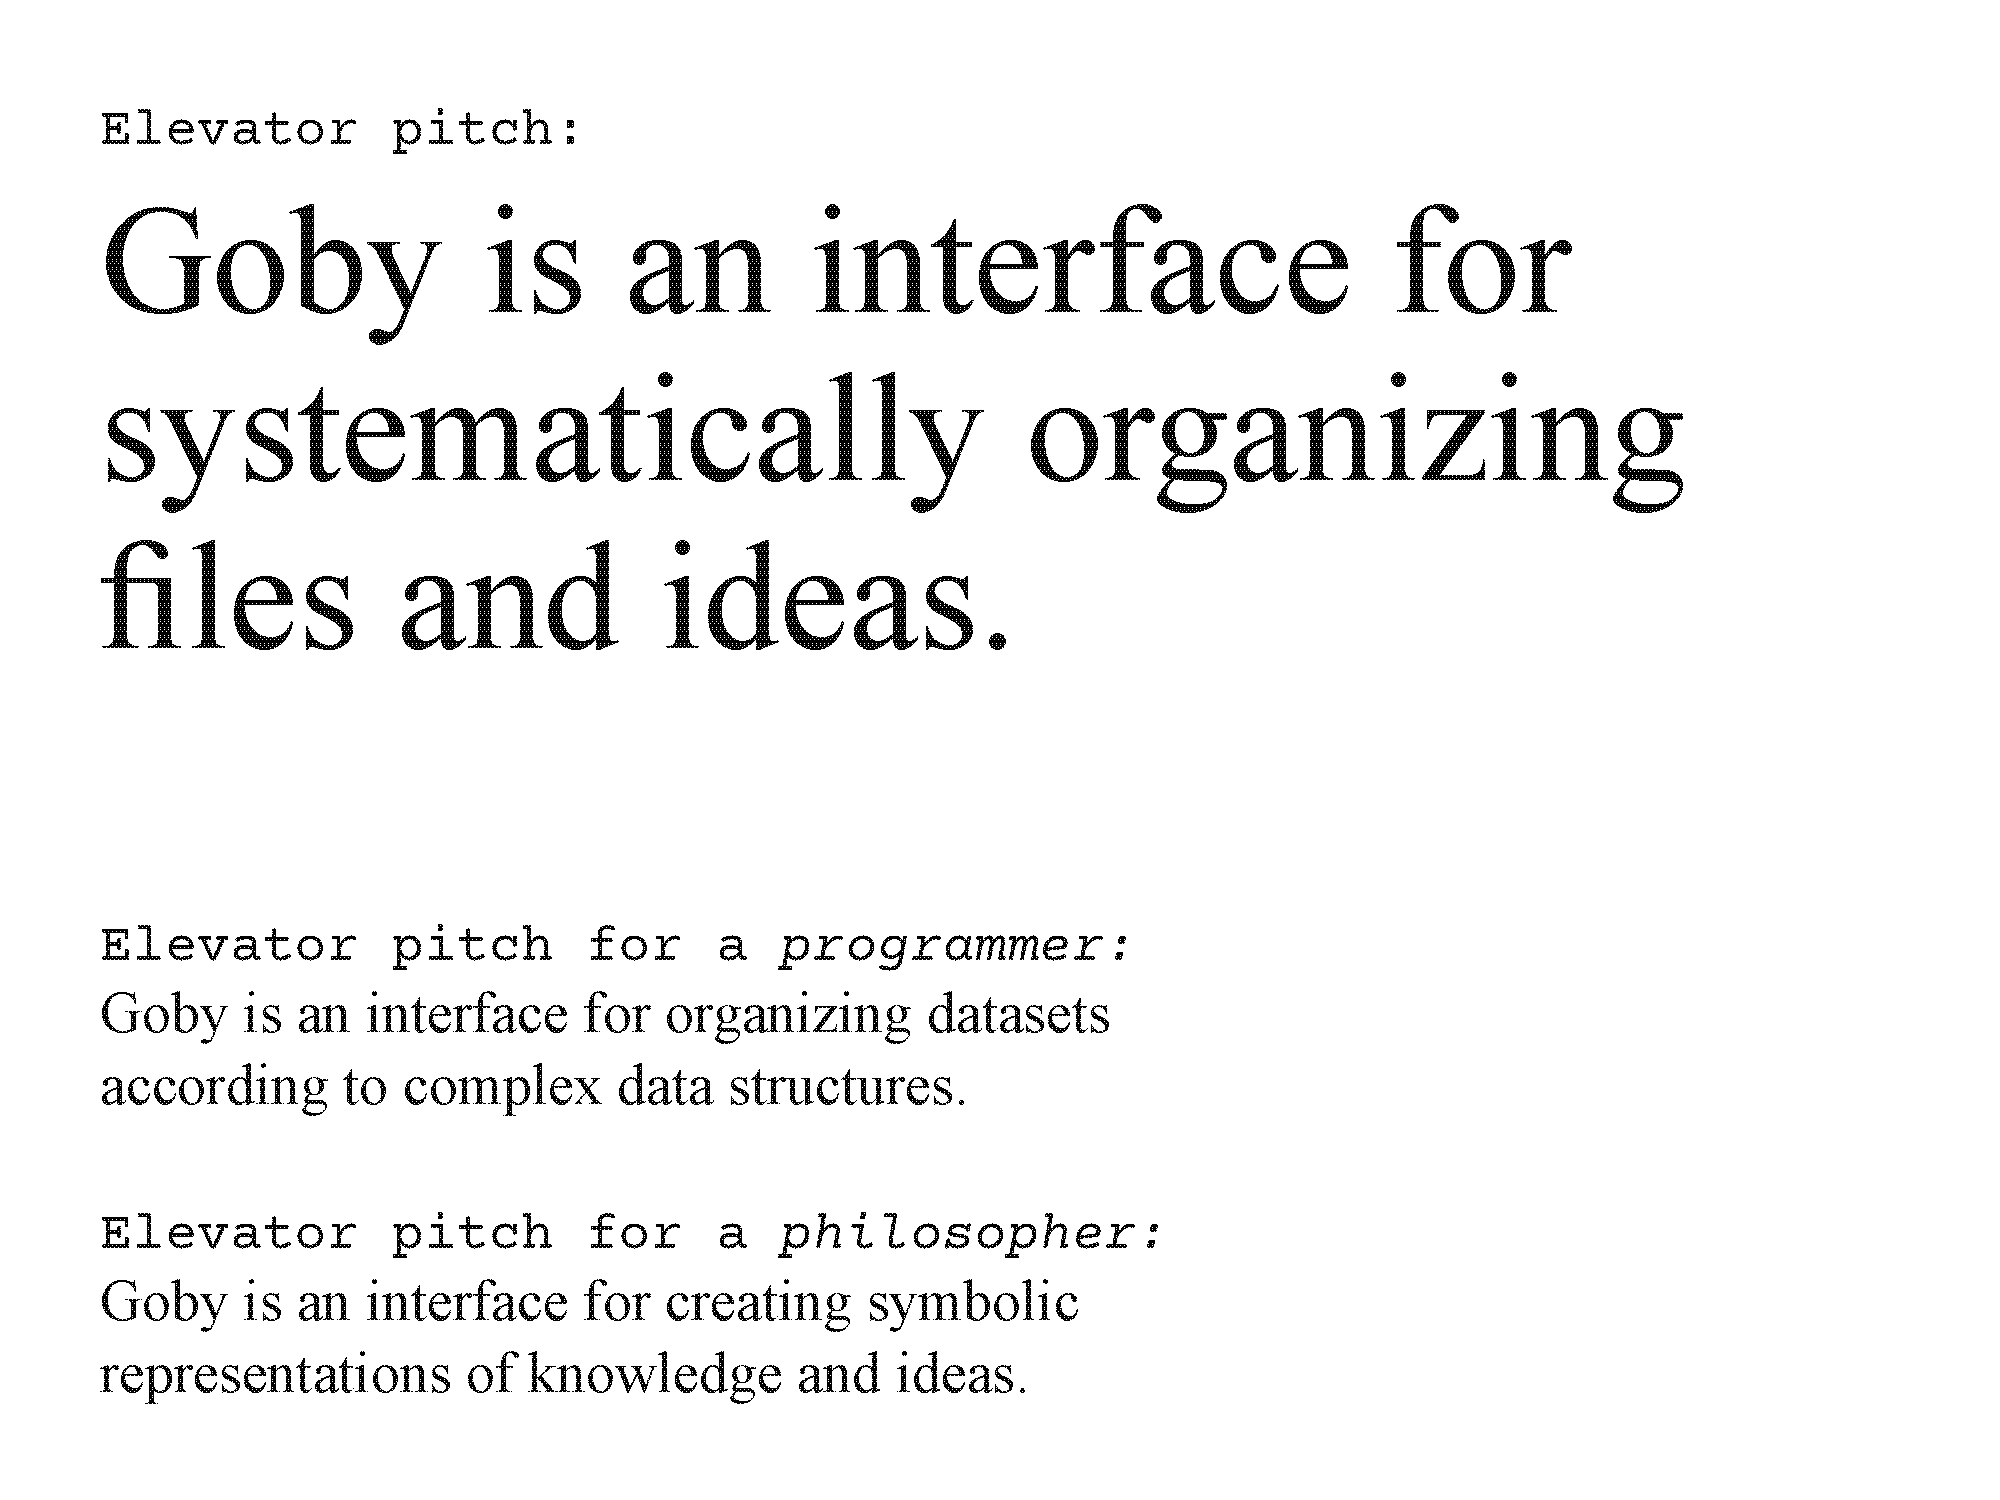 Elevator pitch:
Goby is an interface for
systematically organizing
files and ideas.
Elevator pitch for a programmer:
Goby is an interface for organizing datasets
according to complex data structures.
Elevator pitch for a philosopher:
Goby is an interface for creating symbolic
representations of knowledge and ideas.